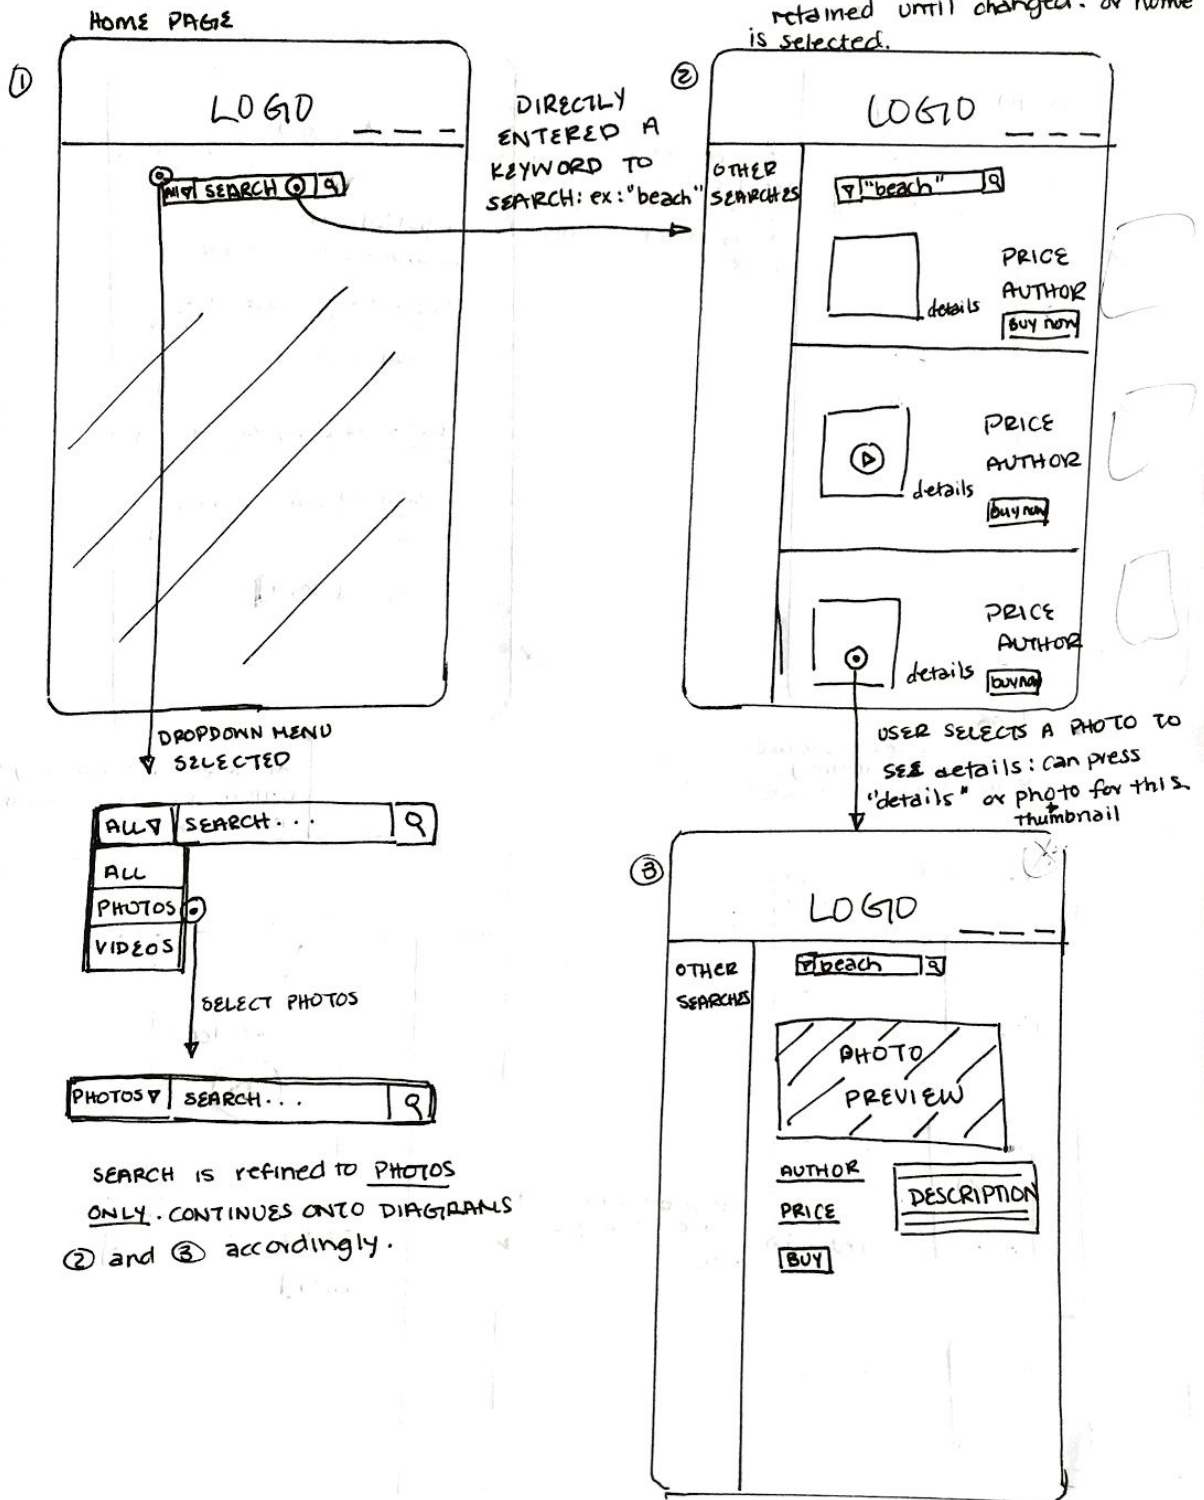 HOME PAGE
①
LOGO
All SEARCH
DIRECTLY
ENTERED A
KEYWORD TO
SEARCH: ex: "beach"
DROPDOWN MENU
SELECTED
ALL SEARCH...
ALL
PHOTOS
VIDEOS
SELECT PHOTOS
PHOTOS SEARCH...
SEARCH is refined to PHOTOS
ONLY. CONTINUES ONTO DIAGRAMS
② and ③ accordingly.
retained until changed. or home
is selected.
②
LOGO
OTHER
SEARCHES
"beach"
PRICE
AUTHOR
details
Buy now
PRICE
AUTHOR
details
buy now
PRICE
AUTHOR
details
buy now
USER SELECTS A PHOTO TO
SEE details: can press
"details" or photo for this
thumbnail
③
LOGO
OTHER
SEARCHES
beach
PHOTO
PREVIEW
AUTHOR
PRICE
BUY
DESCRIPTION